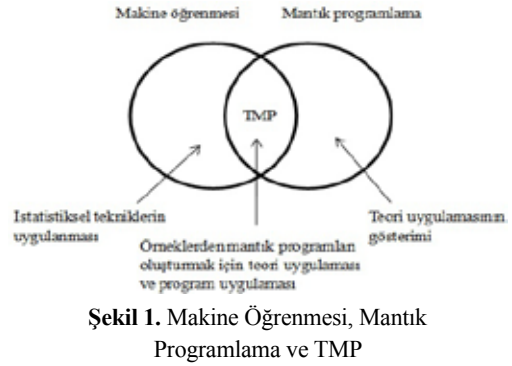 Makine öğrenmesi
Mantık programlama
TMP
İstatistiksel tekniklerin
uygulanması
Teori uygulamasının
gösterimi
Örneklerden mantık programları
oluşturmak için teori uygulaması
ve program uygulaması
Şekil 1. Makine Öğrenmesi, Mantık
Programlama ve TMP